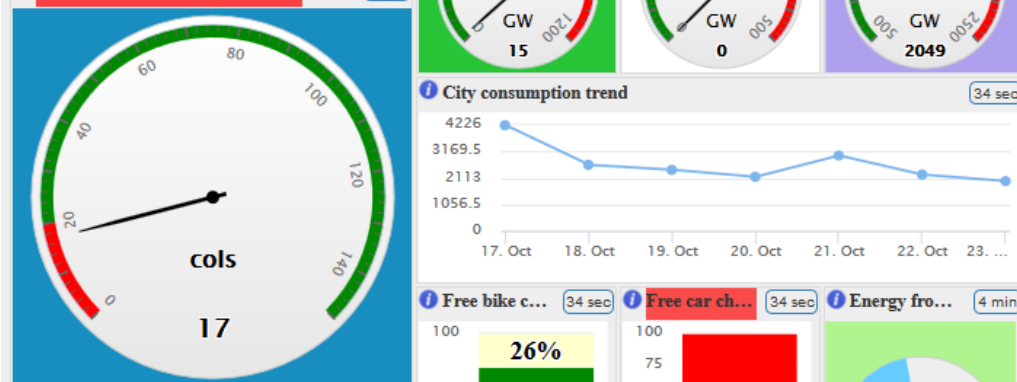 80
60
100
40
120
20
140
0
cols
17
GW
0
1200
15
GW
0
500
0
GW
500
2500
2049
City consumption trend
34 sec
4226
3169.5
2113
1056.5
0
17. Oct
18. Oct
19. Oct
20. Oct
21. Oct
22. Oct
23. ...
Free bike c...
34 sec
Free car ch...
34 sec
Energy fro...
4 min
100
26%
100
75